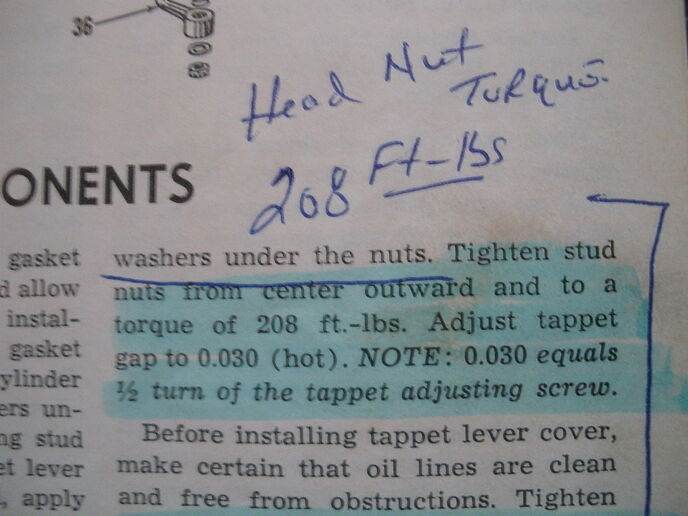 36
Head Nut
Torque
208 Ft-lbs
ONENTS
gasket
d allow
instal-
gasket
ylinder
ers un-
ng stud
et lever
, apply
washers under the nuts. Tighten stud
nuts from center outward and to a
torque of 208 ft.-lbs. Adjust tappet
gap to 0.030 (hot). NOTE: 0.030 equals
½ turn of the tappet adjusting screw.
Before installing tappet lever cover,
make certain that oil lines are clean
and free from obstructions. Tighten